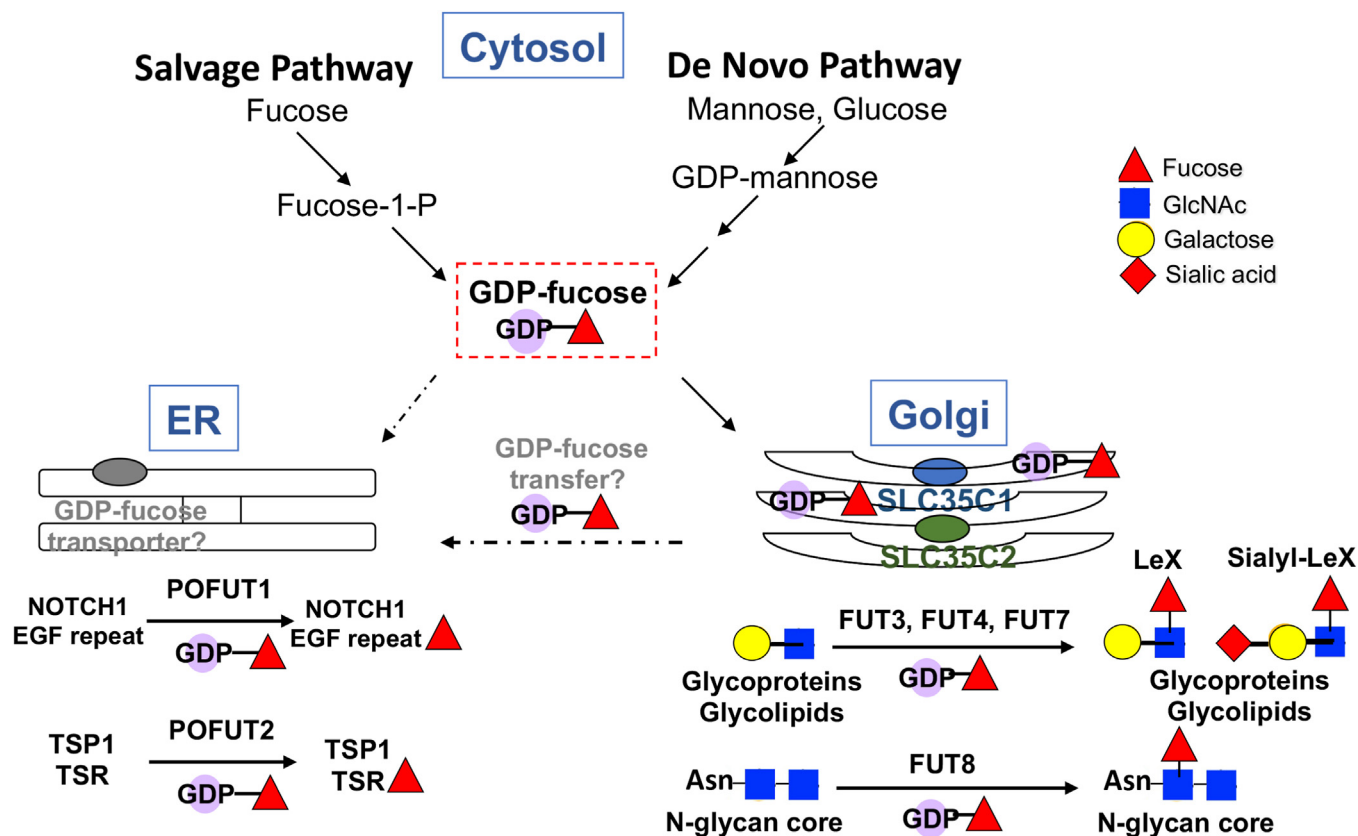 Cytosol
Salvage Pathway
De Novo Pathway
Fucose
Mannose, Glucose
Fucose-1-P
GDP-mannose
Fucose
GlcNAc
Galactose
Sialic acid
GDP-fucose
GDP
ER
Golgi
GDP-fucose
transporter?
GDP-fucose
transfer?
GDP
GDP
GDP
SLC35C1
SLC35C2
NOTCH1
EGF repeat
POFUT1
GDP
NOTCH1
EGF repeat
TSP1
TSR
POFUT2
GDP
TSP1
TSR
FUT3, FUT4, FUT7
GDP
Glycoproteins
Glycolipids
LeX
Sialyl-LeX
Glycoproteins
Glycolipids
Asn
N-glycan core
FUT8
GDP
Asn
N-glycan core